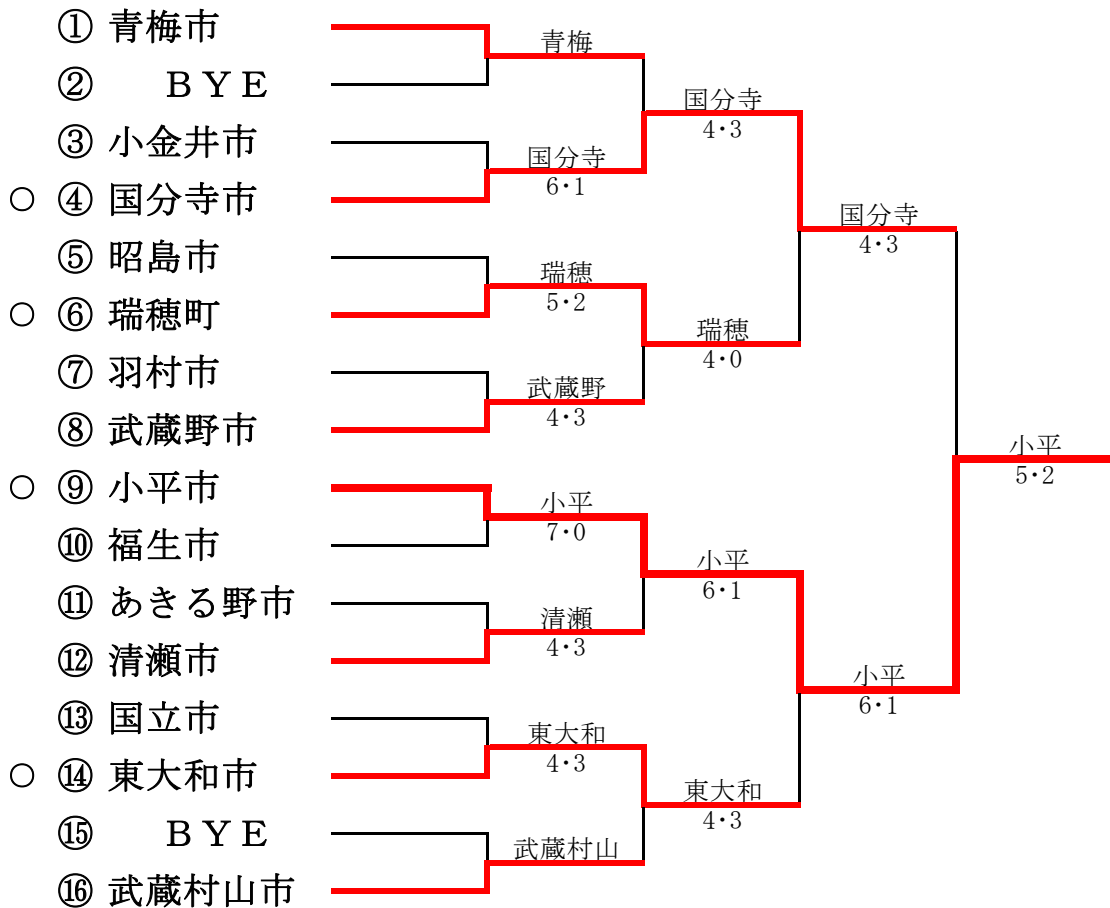 ① 青梅市
② ＢＹＥ
③ 小金井市
○ ④ 国分寺市
⑤ 昭島市
○ ⑥ 瑞穂町
⑦ 羽村市
⑧ 武蔵野市
○ ⑨ 小平市
⑩ 福生市
⑪ あきる野市
⑫ 清瀬市
⑬ 国立市
○ ⑭ 東大和市
⑮ ＢＹＥ
⑯ 武蔵村山市
青梅
国分寺
6・1
瑞穂
5・2
武蔵野
4・3
小平
7・0
清瀬
4・3
東大和
4・3
武蔵村山
国分寺
4・3
瑞穂
4・0
小平
6・1
東大和
4・3
国分寺
4・3
小平
6・1
小平
5・2